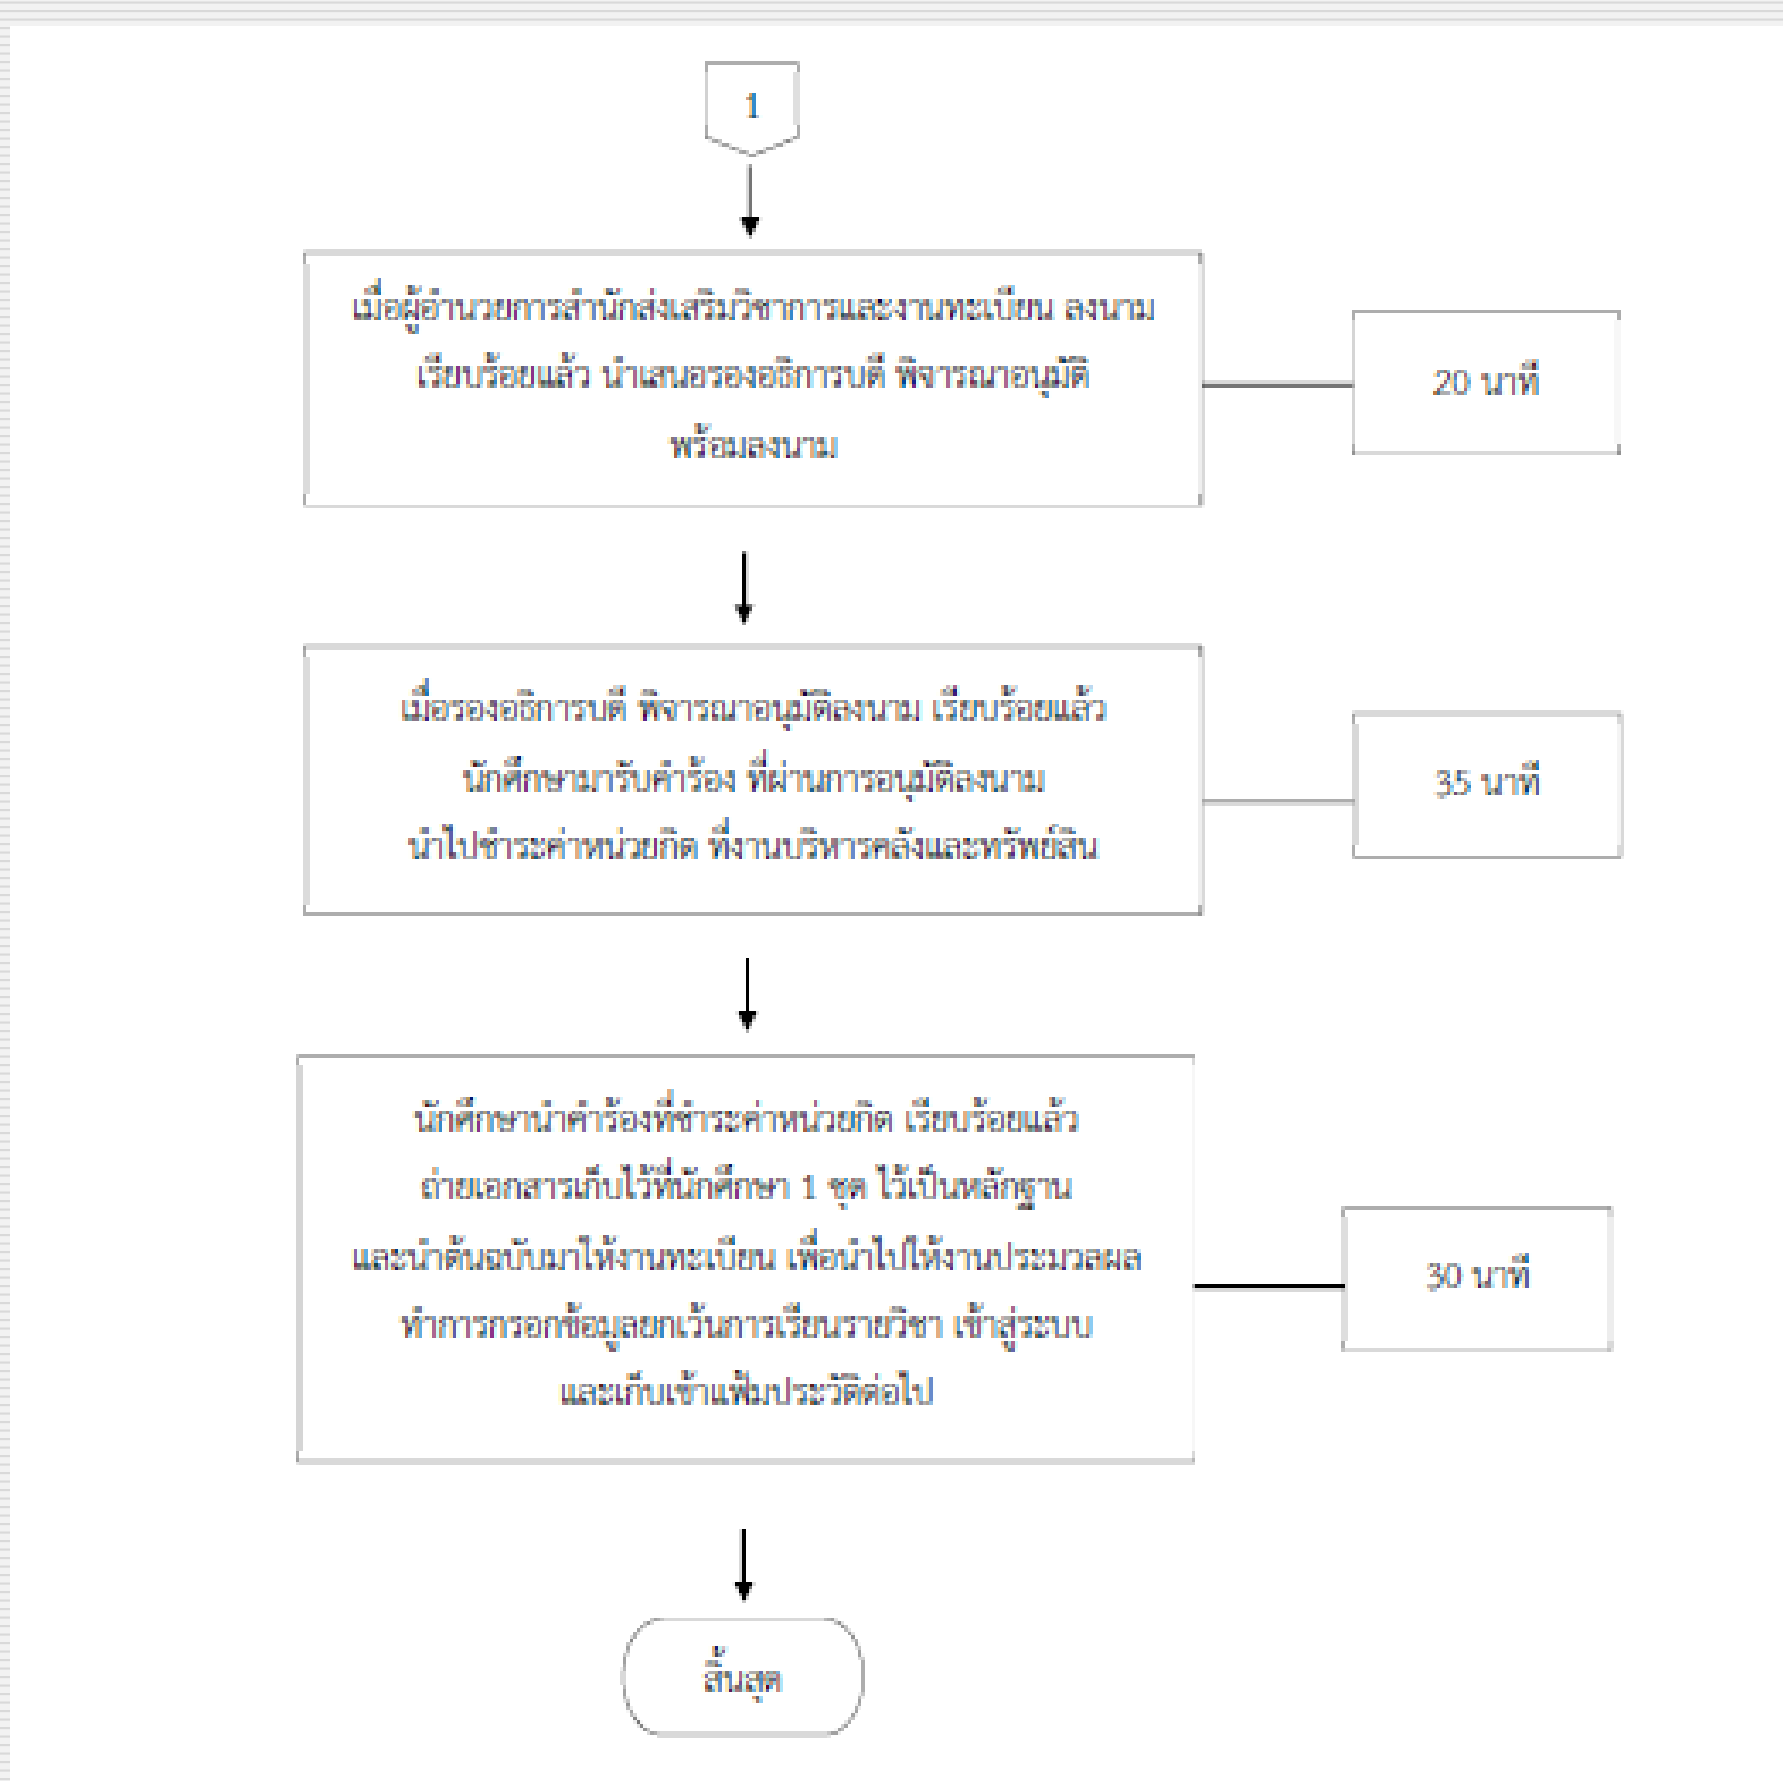 1
เมื่อผู้อำนวยการสำนักส่งเสริมวิชาการและงานทะเบียน ลงนาม
เรียบร้อยแล้ว นำเสนอรองอธิการบดี พิจารณาอนุมัติ
พร้อมลงนาม
20 นาที
เมื่อรองอธิการบดี พิจารณาอนุมัติลงนาม เรียบร้อยแล้ว
นักศึกษามารับคำร้อง ที่ผ่านการอนุมัติลงนาม
นำไปชำระค่าหน่วยกิต ที่งานบริหารคลังและทรัพย์สิน
35 นาที
นักศึกษานำคำร้องที่ชำระค่าหน่วยกิต เรียบร้อยแล้ว
ถ่ายเอกสารเก็บไว้ที่นักศึกษา 1 ชุด ไว้เป็นหลักฐาน
และนำต้นฉบับมาให้งานทะเบียน เพื่อนำไปให้งานประมวลผล
ทำการกรอกข้อมูลยกเว้นการเรียนรายวิชา เข้าสู่ระบบ
และเก็บเข้าแฟ้มประวัติต่อไป
30 นาที
สิ้นสุด